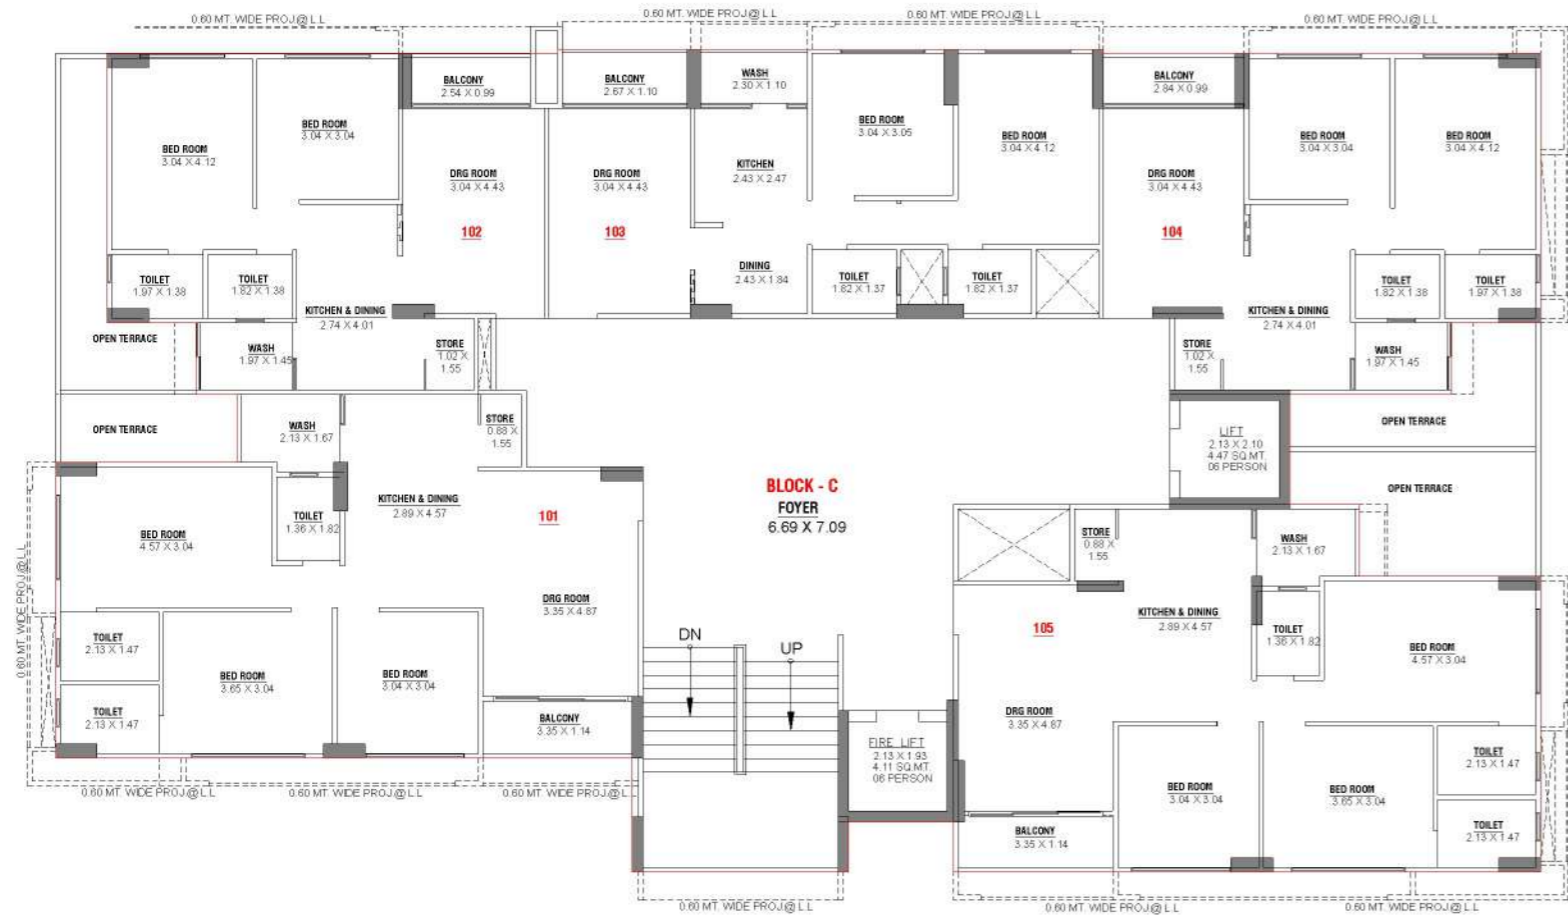 0.60 MT. WIDE PROJ.@ L.L
0.60 MT. WIDE PROJ.@ L.L
0.60 MT. WIDE PROJ.@ L.L
0.60 MT. WIDE PROJ.@ L.L
BALCONY
2.54 X 0.99
BALCONY
2.67 X 1.10
WASH
2.30 X 1.10
BALCONY
2.84 X 0.99
BED ROOM
3.04 X 4.12
BED ROOM
3.04 X 3.04
DRG ROOM
3.04 X 4.43
102
DRG ROOM
3.04 X 4.43
103
KITCHEN
2.43 X 2.47
BED ROOM
3.04 X 3.05
BED ROOM
3.04 X 4.12
DRG ROOM
3.04 X 4.43
104
BED ROOM
3.04 X 3.04
BED ROOM
3.04 X 4.12
TOILET
1.97 X 1.38
TOILET
1.82 X 1.38
DINING
2.43 X 1.84
TOILET
1.82 X 1.37
TOILET
1.82 X 1.37
TOILET
1.82 X 1.38
TOILET
1.97 X 1.38
KITCHEN & DINING
2.74 X 4.01
KITCHEN & DINING
2.74 X 4.01
OPEN TERRACE
WASH
1.97 X 1.45
STORE
1.02 X
1.55
STORE
1.02 X
1.55
WASH
1.97 X 1.45
OPEN TERRACE
WASH
2.13 X 1.67
STORE
0.88 X
1.55
LIFT
2.13 X 2.10
4.47 SQ.MT.
06 PERSON
OPEN TERRACE
OPEN TERRACE
KITCHEN & DINING
2.89 X 4.57
101
BLOCK - C
FOYER
6.69 X 7.09
TOILET
1.36 X 1.82
BED ROOM
4.57 X 3.04
STORE
0.88 X
1.55
WASH
2.13 X 1.67
0.60 MT. WIDE PROJ.@ L.L
DRG ROOM
3.35 X 4.87
105
KITCHEN & DINING
2.89 X 4.57
TOILET
1.36 X 1.82
BED ROOM
4.57 X 3.04
TOILET
2.13 X 1.47
DN
UP
BED ROOM
3.65 X 3.04
BED ROOM
3.04 X 3.04
TOILET
2.13 X 1.47
BALCONY
3.35 X 1.14
DRG ROOM
3.35 X 4.87
FIRE LIFT
2.13 X 1.93
4.11 SQ.MT.
06 PERSON
TOILET
2.13 X 1.47
BED ROOM
3.04 X 3.04
BED ROOM
3.65 X 3.04
0.60 MT. WIDE PROJ.@ L.L
0.60 MT. WIDE PROJ.@ L.L
0.60 MT. WIDE PROJ.@ L.L
BALCONY
3.35 X 1.14
TOILET
2.13 X 1.47
0.60 MT. WIDE PROJ.@ L.L
0.60 MT. WIDE PROJ.@ L.L
0.60 MT. WIDE PROJ.@ L.L